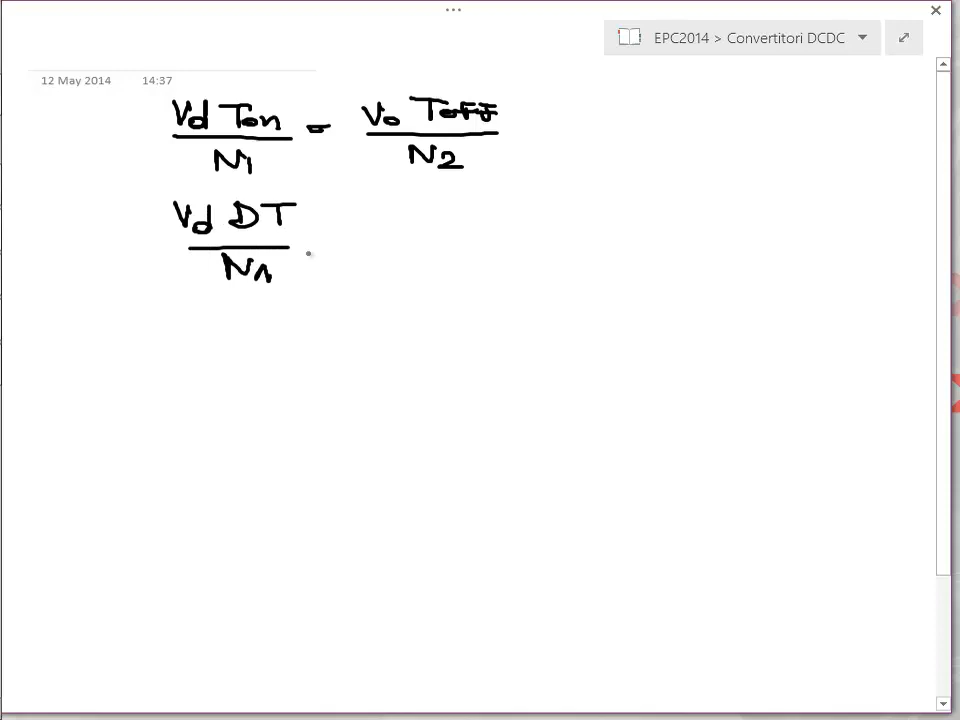 EPC2014 > Convertitori DCDC
12 May 2014 14:37
Vd Ton = Vo Toff
N1 N2
Vd DT
N1